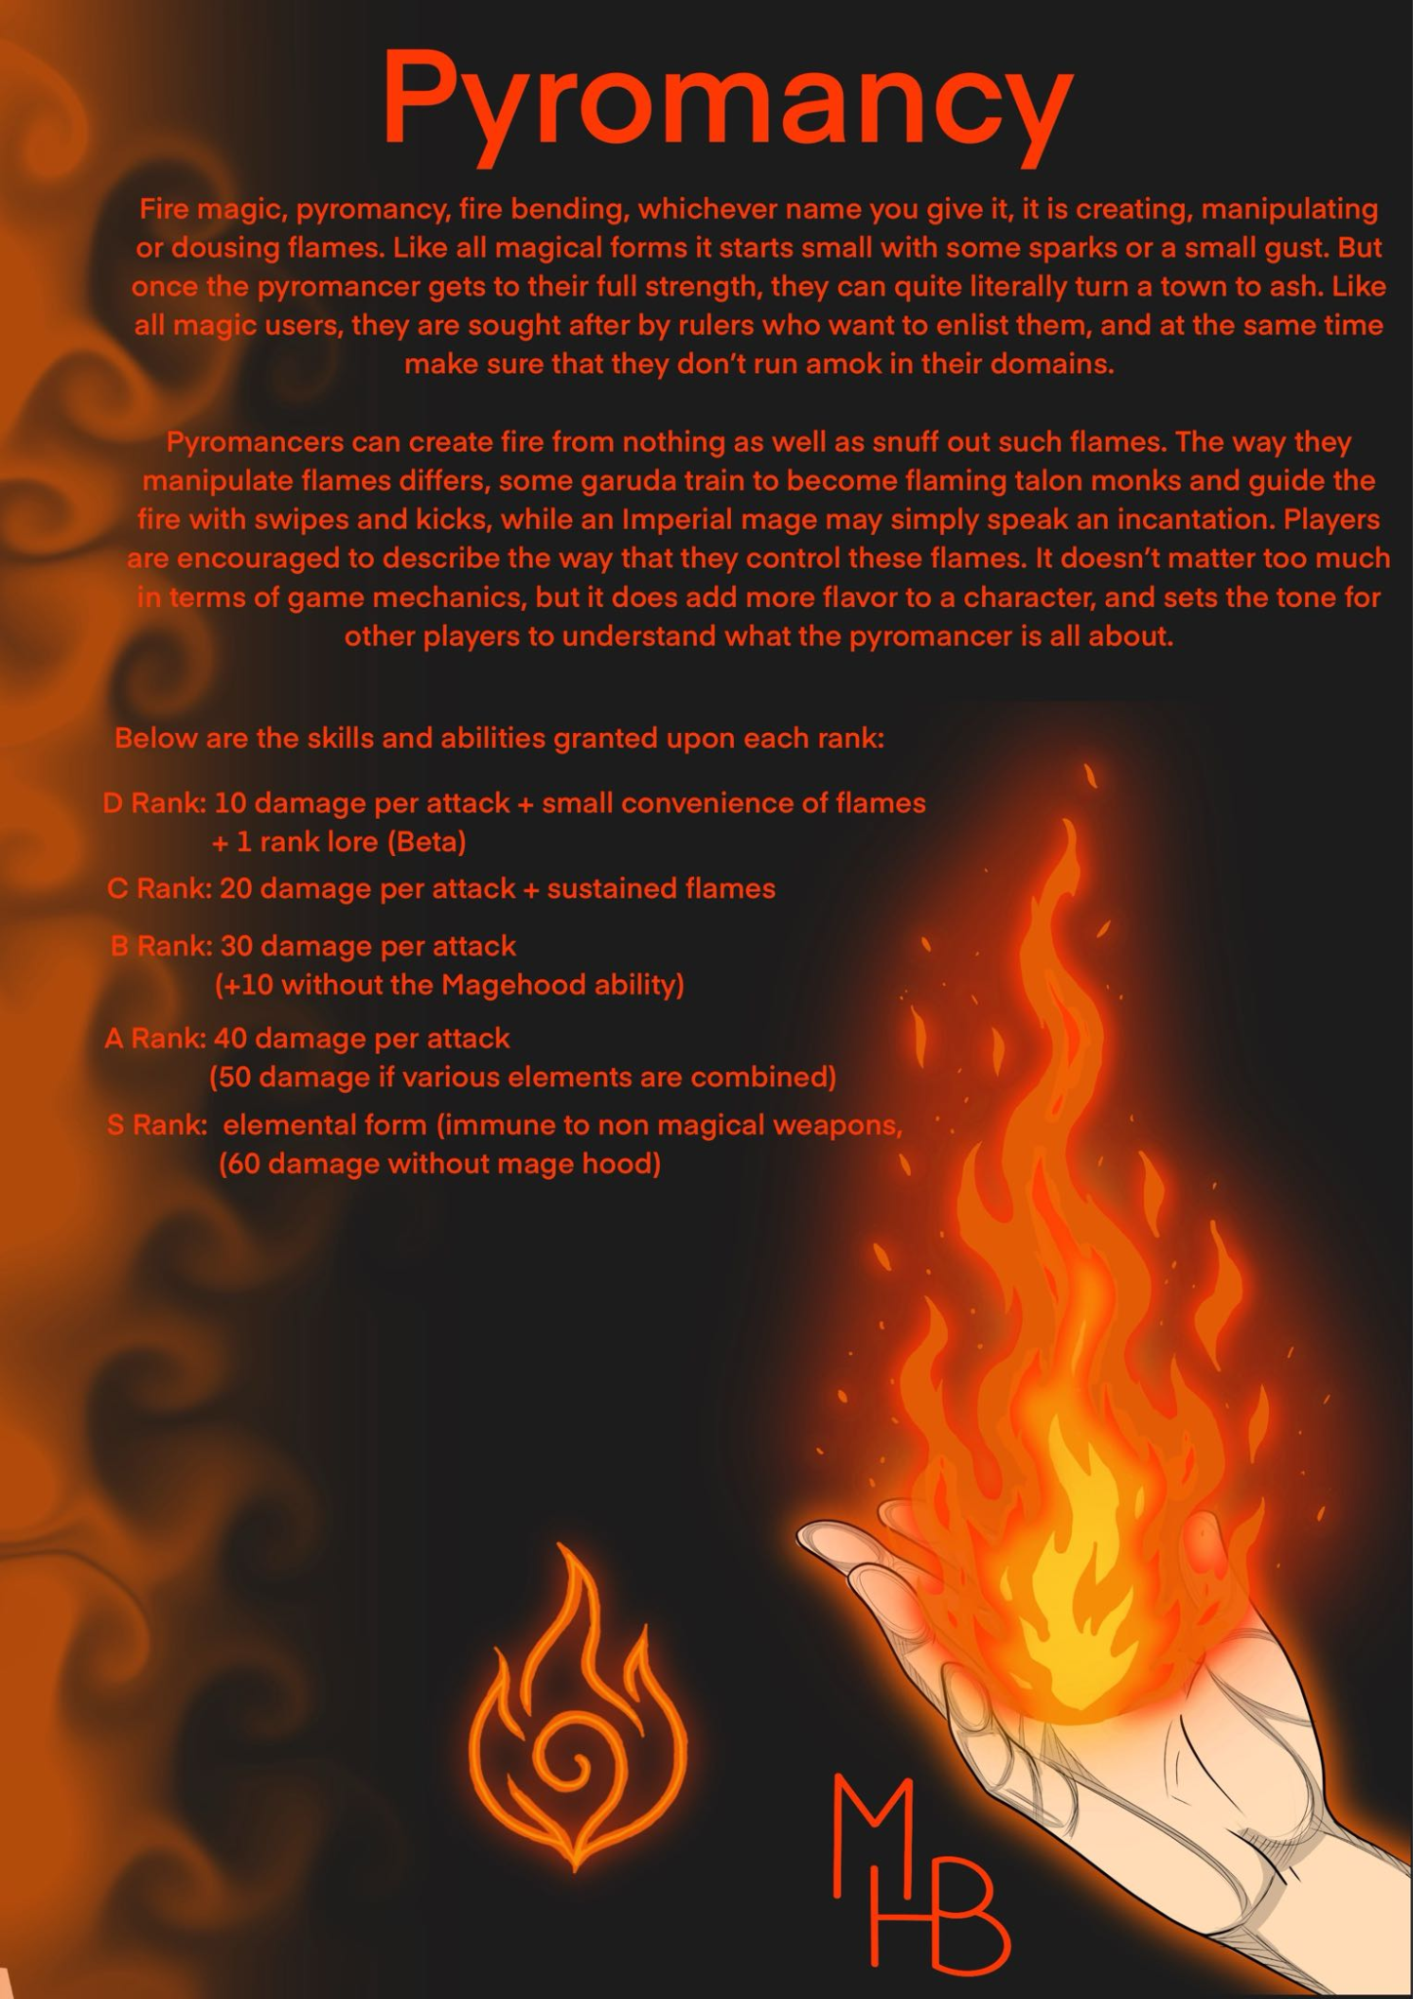 Pyromancy
Fire magic, pyromancy, fire bending, whichever name you give it, it is creating, manipulating
or dousing flames. Like all magical forms it starts small with some sparks or a small gust. But
once the pyromancer gets to their full strength, they can quite literally turn a town to ash. Like
all magic users, they are sought after by rulers who want to enlist them, and at the same time
make sure that they don't run amok in their domains.
Pyromancers can create fire from nothing as well as snuff out such flames. The way they
manipulate flames differs, some garuda train to become flaming talon monks and guide the
fire with swipes and kicks, while an Imperial mage may simply speak an incantation. Players
are encouraged to describe the way that they control these flames. It doesn't matter too much
in terms of game mechanics, but it does add more flavor to a character, and sets the tone for
other players to understand what the pyromancer is all about.
Below are the skills and abilities granted upon each rank:
D Rank: 10 damage per attack + small convenience of flames
+ 1 rank lore (Beta)
C Rank: 20 damage per attack + sustained flames
B Rank: 30 damage per attack
(+10 without the Magehood ability)
A Rank: 40 damage per attack
(50 damage if various elements are combined)
S Rank: elemental form (immune to non magical weapons,
(60 damage without mage hood)
MHB